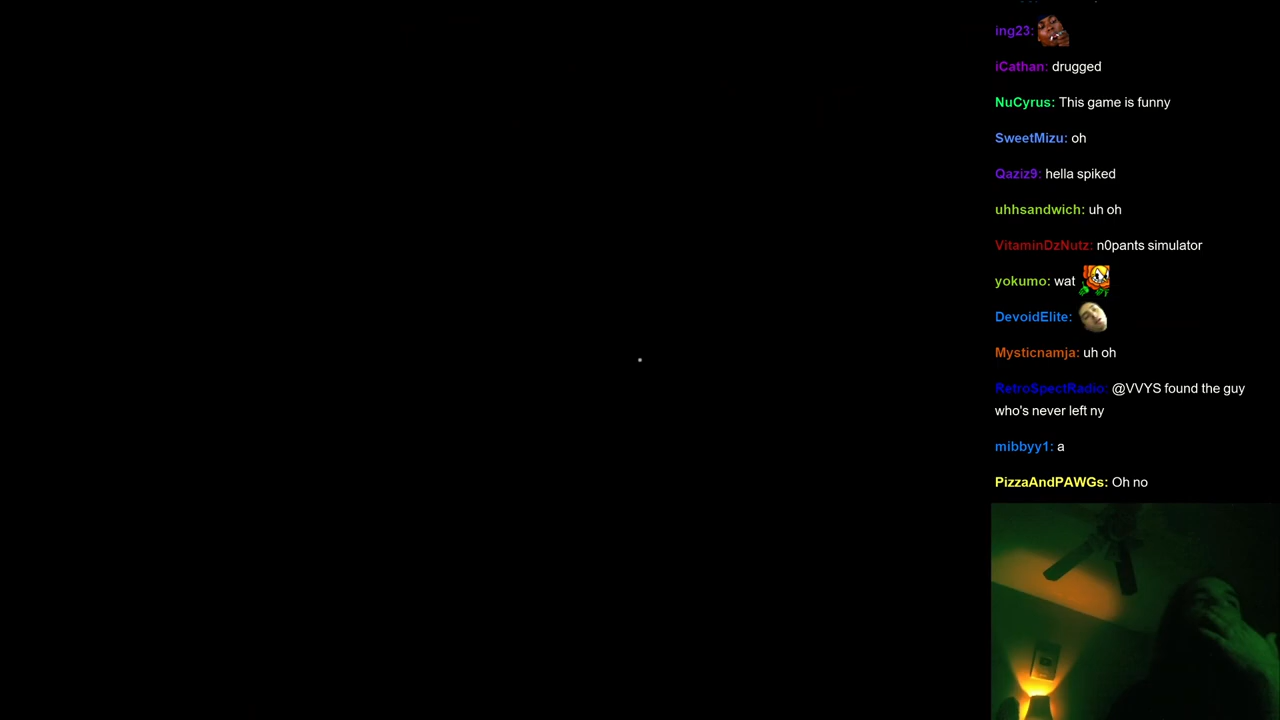 ing23:
iCathan: drugged
NuCyrus: This game is funny
SweetMizu: oh
Qaziz9: hella spiked
uhhsandwich: uh oh
VitaminDzNutz: n0pants simulator
yokumo: wat
DevoidElite:
Mysticnamja: uh oh
RetroSpectRadio: @VVYS found the guy
who's never left ny
mibbyy1: a
PizzaAndPAWGs: Oh no